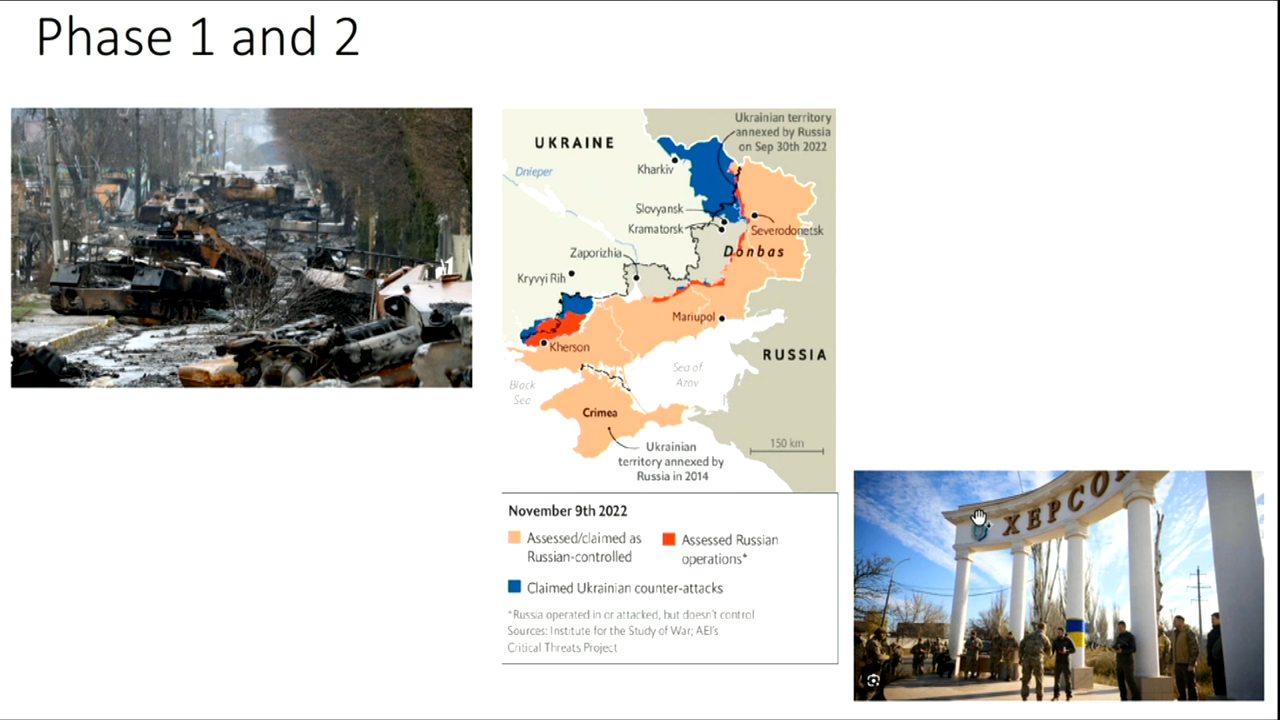 Phase 1 and 2
UKRAINE
Dnieper
Kharkiv
Ukrainian territory
annexed by Russia
on Sep 30th 2022
Slovyansk
Kramatorsk
Severodonetsk
Donbas
Zaporizhia
Kryvyi Rih
Mariupol
Kherson
RUSSIA
Black
Sea
Sea of
Azov
Crimea
150 km
Ukrainian
territory annexed by
Russia in 2014
November 9th 2022
Assessed/claimed as
Russian-controlled
Assessed Russian
operations*
Claimed Ukrainian counter-attacks
*Russia operated in or attacked, but doesn't control
Sources: Institute for the Study of War; AEI's
Critical Threats Project
ХЕРСО